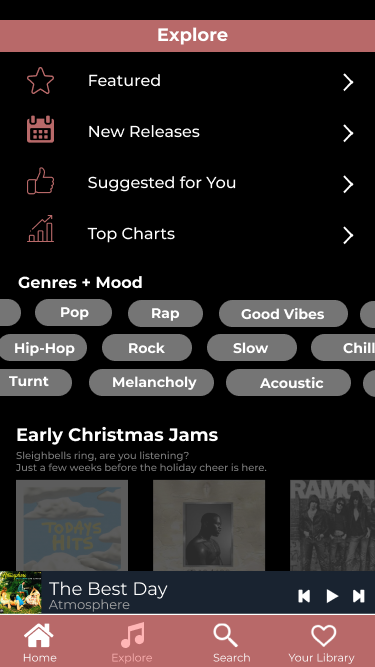 Explore
Featured
New Releases
Suggested for You
Top Charts
Genres + Mood
Pop Rap Good Vibes
Hip-Hop Rock Slow Chill
Turnt Melancholy Acoustic
Early Christmas Jams
Sleighbells ring, are you listening?
Just a few weeks before the holiday cheer is here.
TODAYS
HITS
RAMON
The Best Day
Atmosphere
Home Explore Search Your Library